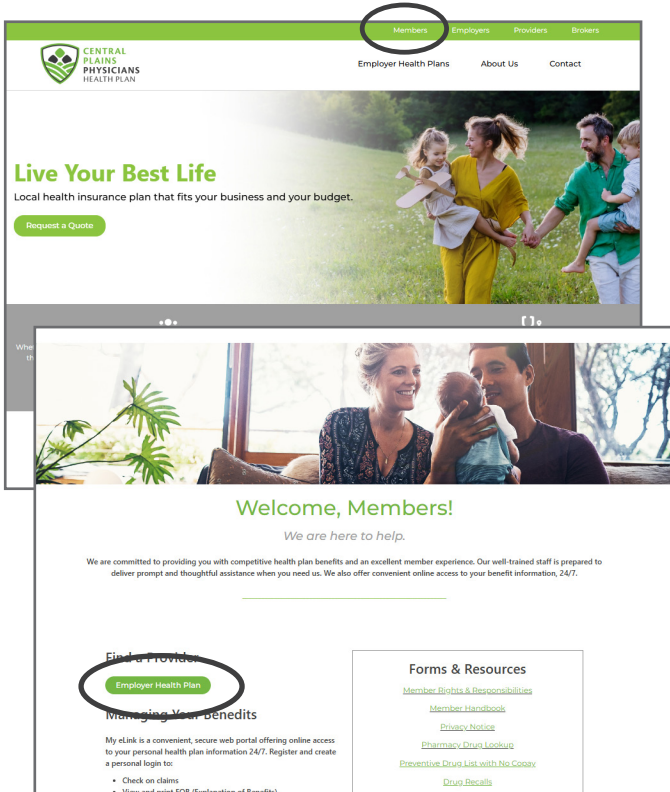 Members Employers Providers Brokers
CENTRAL
PLAINS
PHYSICIANS
HEALTH PLAN
Employer Health Plans About Us Contact
Live Your Best Life
Local health insurance plan that fits your business and your budget.
Request a Quote
Welcome, Members!
We are here to help.
We are committed to providing you with competitive health plan benefits and an excellent member experience. Our well-trained staff is prepared to
deliver prompt and thoughtful assistance when you need us. We also offer convenient online access to your benefit information, 24/7.
Find a Provider
Employer Health Plan
Managing Your Benefits
My eLink is a convenient, secure web portal offering online access
to your personal health plan information 24/7. Register and create
a personal login to:
• Check on claims
• View and print EOB (Explanation of Benefits)
Forms & Resources
Member Rights & Responsibilities
Member Handbook
Privacy Notice
Pharmacy Drug Lookup
Preventive Drug List with No Copay
Drug Recalls